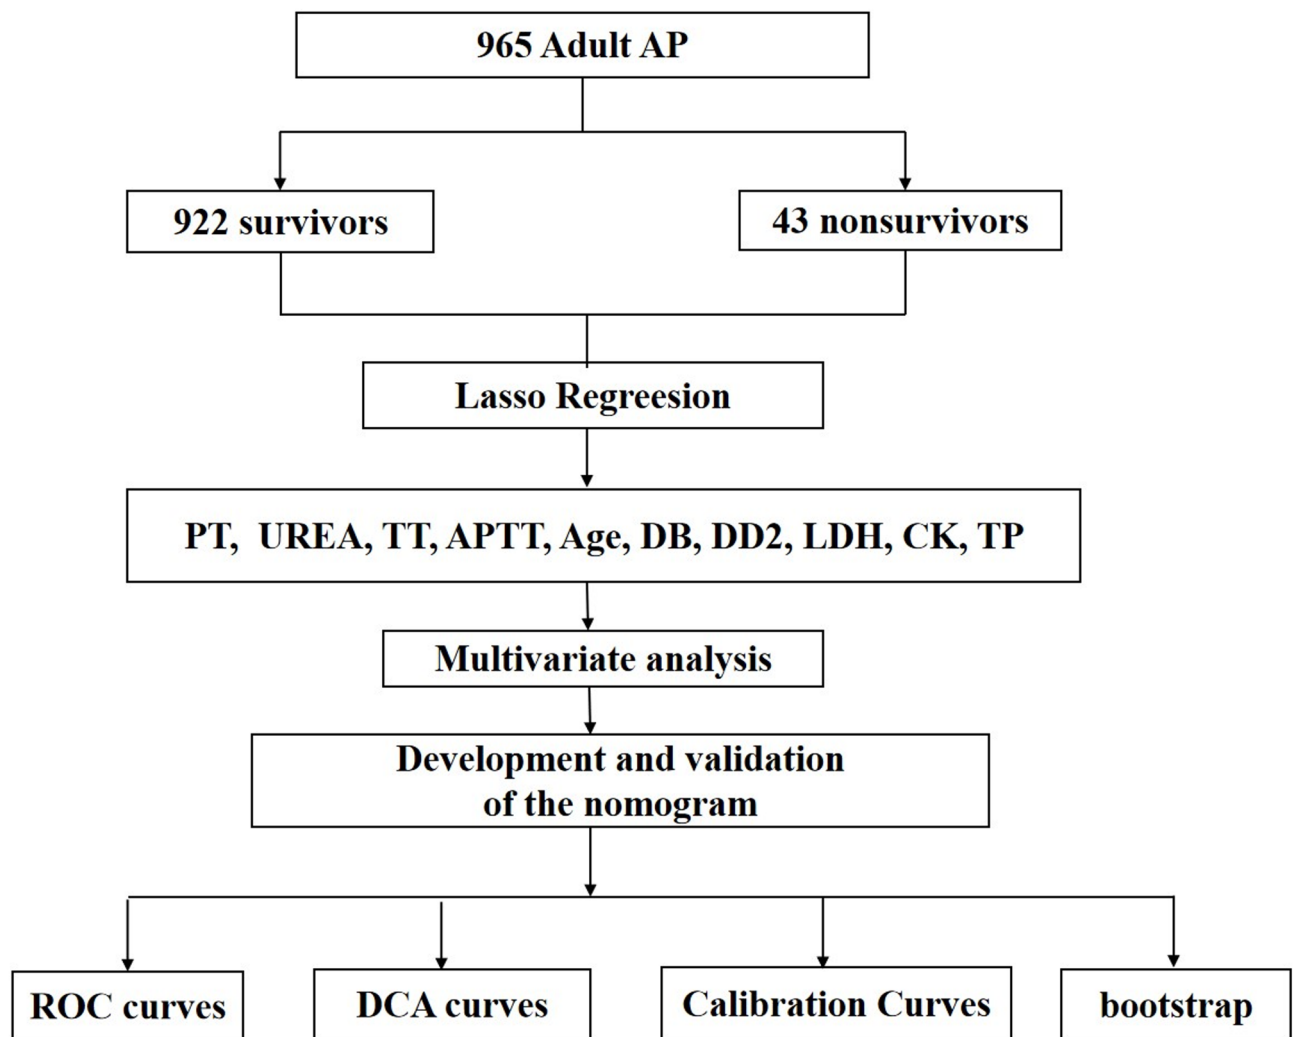 965 Adult AP
922 survivors
43 nonsurvivors
Lasso Regreesion
PT, UREA, TT, APTT, Age, DB, DD2, LDH, CK, TP
Multivariate analysis
Development and validation
of the nomogram
ROC curves
DCA curves
Calibration Curves
bootstrap